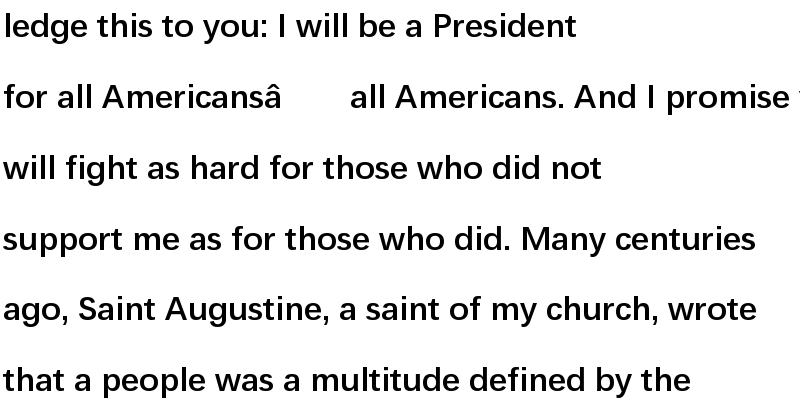 ledge this to you: I will be a President
for all Americansâ all Americans. And I promise
will fight as hard for those who did not
support me as for those who did. Many centuries
ago, Saint Augustine, a saint of my church, wrote
that a people was a multitude defined by the